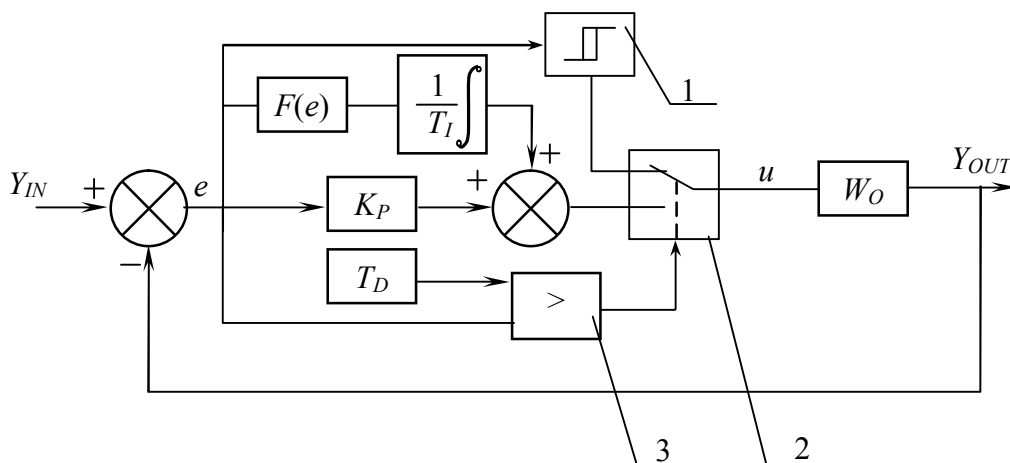 1
F(e)
1
T_I
∫
+
Y_IN
+
e
K_P
+
u
W_O
Y_OUT
−
T_D
>
3
2